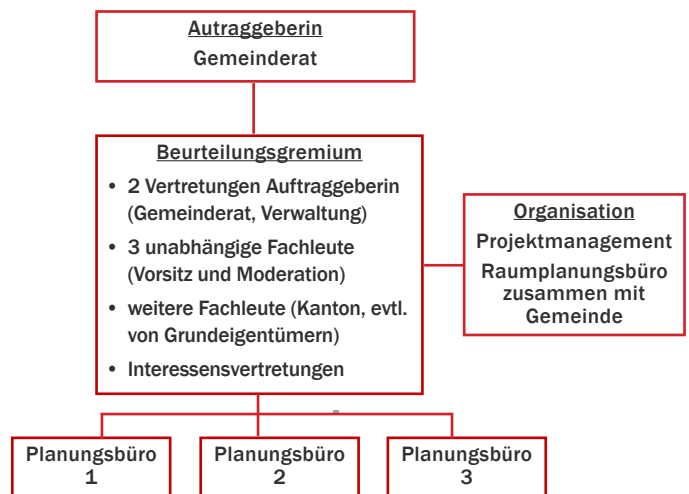 Autraggeberin
Gemeinderat
Beurteilungsgremium
• 2 Vertretungen Auftraggeberin
(Gemeinderat, Verwaltung)
• 3 unabhängige Fachleute
(Vorsitz und Moderation)
• weitere Fachleute (Kanton, evtl.
von Grundeigentümern)
• Interessensvertretungen
Organisation
Projektmanagement
Raumplanungsbüro
zusammen mit
Gemeinde
Planungsbüro
1
Planungsbüro
2
Planungsbüro
3